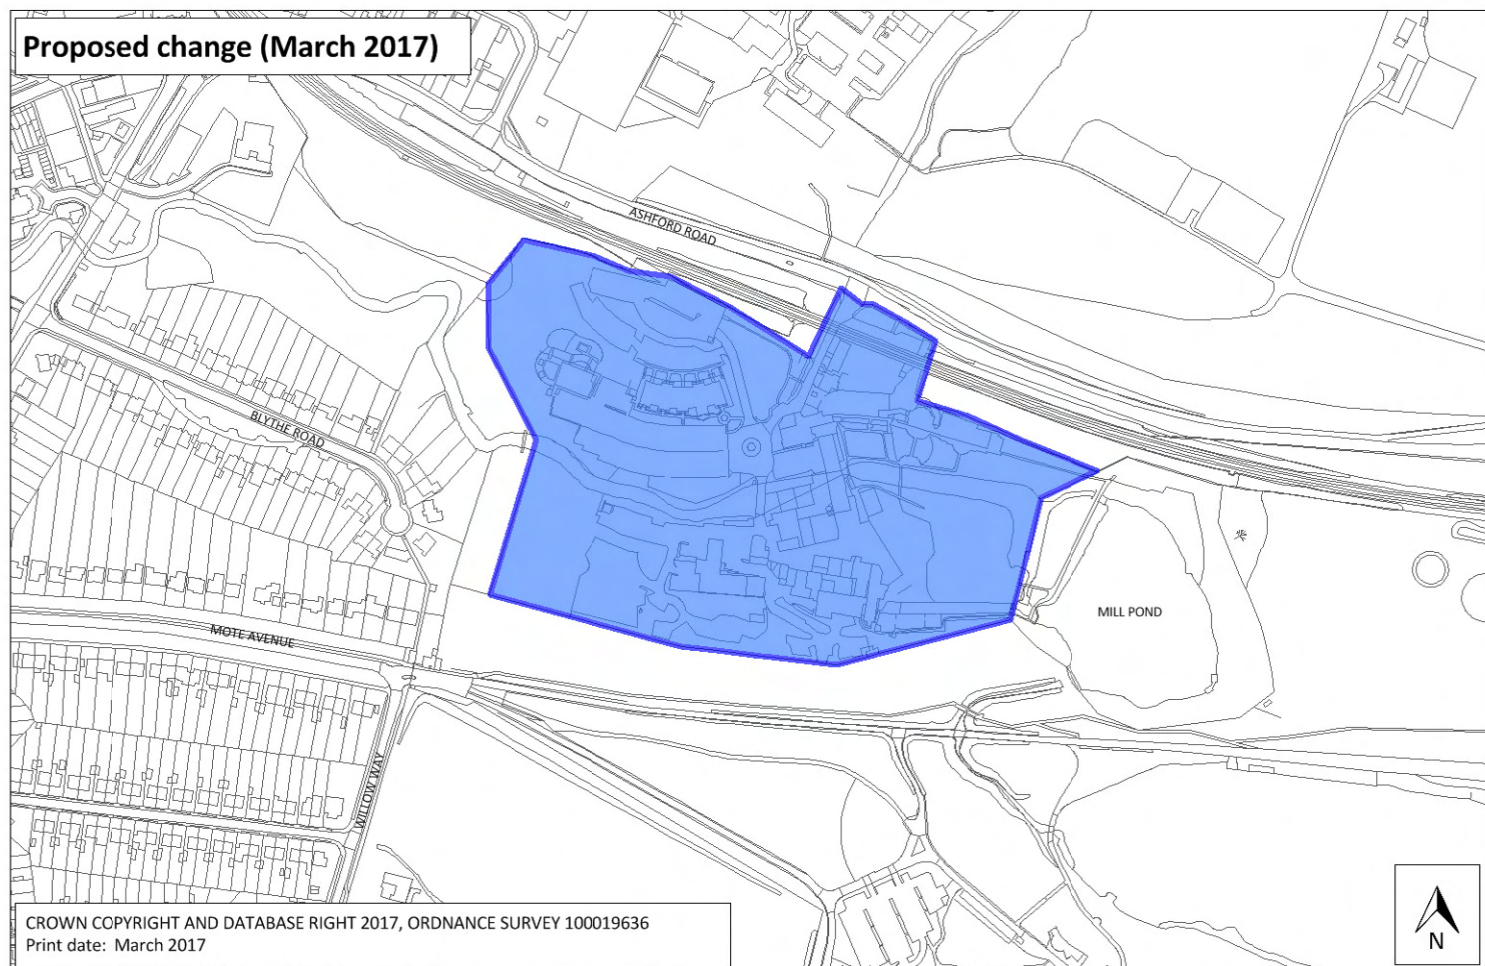 Proposed change (March 2017)
ASHFORD ROAD
BLYTHE ROAD
MILL POND
MOTE AVENUE
WILLOW WAY
CROWN COPYRIGHT AND DATABASE RIGHT 2017, ORDNANCE SURVEY 100019636
Print date: March 2017
N